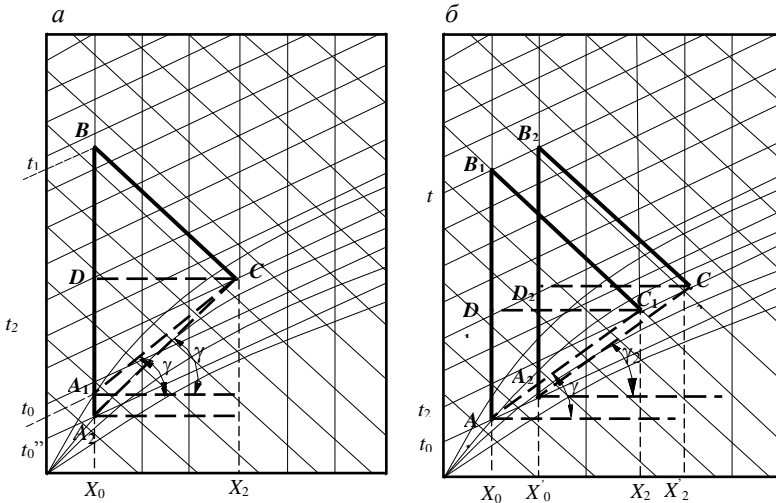 а
б
B
t₁
D
C
t₂
A₁
γ
γ
t₀
A₂
t₀”
X₀
X₂
B₂
B₁
t
D₂
C
D
C₁
γ₂
A₂
γ
t₂
A
t₀
X₀
X'₀
X₂
X'₂